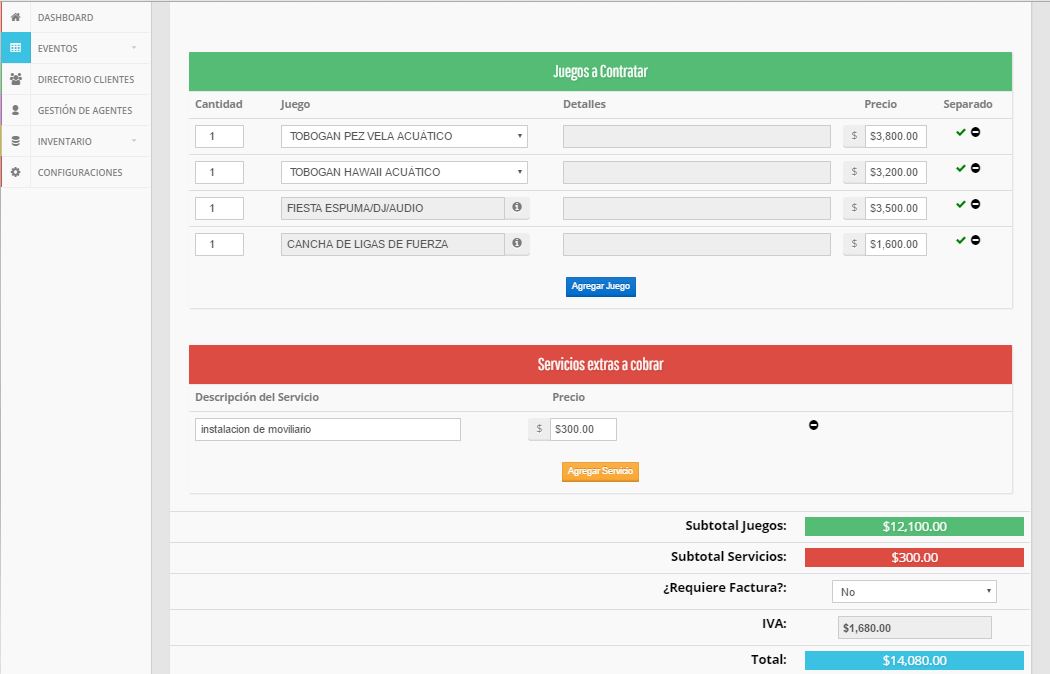 DASHBOARD
EVENTOS
DIRECTORIO CLIENTES
GESTIÓN DE AGENTES
INVENTARIO
CONFIGURACIONES
Juegos a Contratar
Cantidad Juego Detalles Precio Separado
1 TOBOGAN PEZ VELA ACUÁTICO $ $3,800.00
1 TOBOGAN HAWAII ACUÁTICO $ $3,200.00
1 FIESTA ESPUMA/DJ/AUDIO $ $3,500.00
1 CANCHA DE LIGAS DE FUERZA $ $1,600.00
Agregar Juego
Servicios extras a cobrar
Descripción del Servicio Precio
instalacion de moviliario $ $300.00
Agregar Servicio
Subtotal Juegos: $12,100.00
Subtotal Servicios: $300.00
¿Requiere Factura?: No
IVA: $1,680.00
Total: $14,080.00